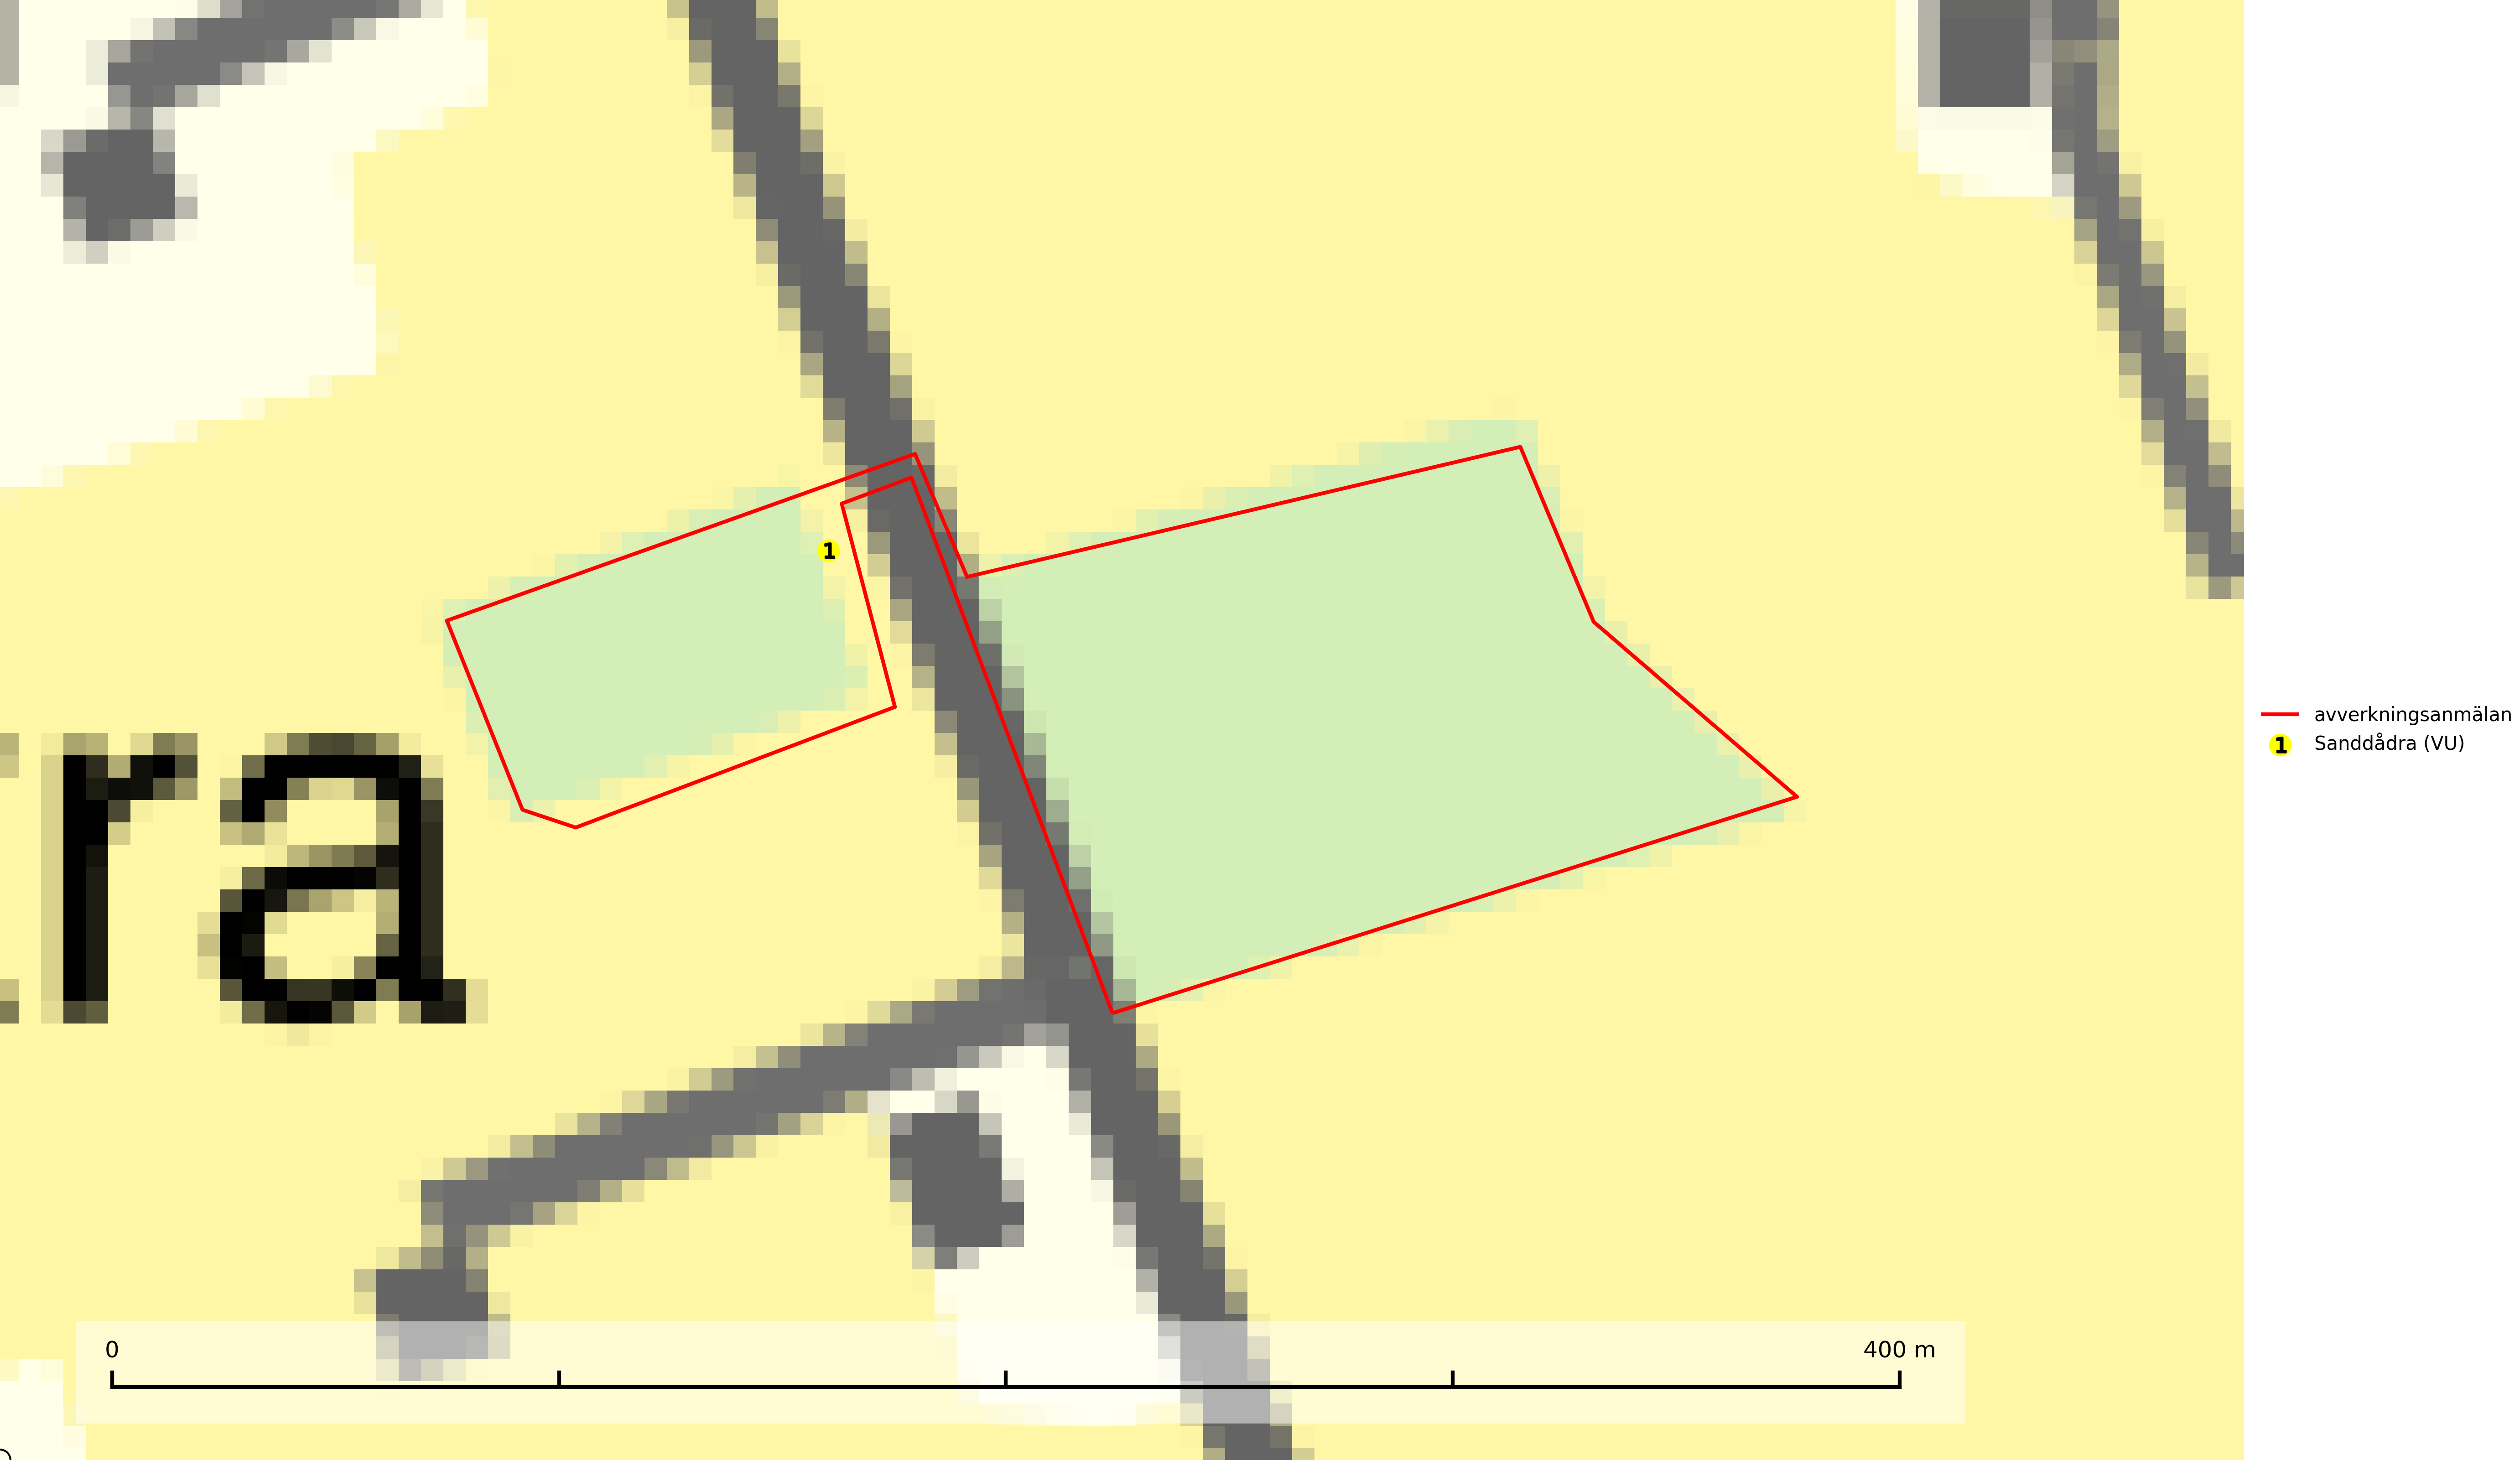 1
ra
0 400 m
avverkningsanmälan
1 Sanddådra (VU)